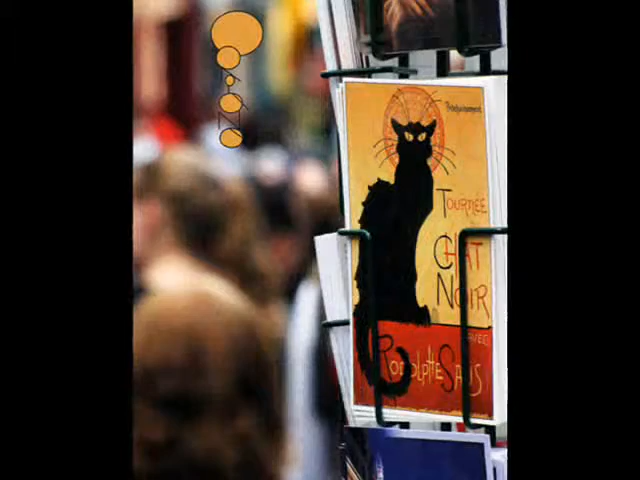 Prochainement
TOURNÉE
CHAT
NOIR
AVEC
RODOLPHE SALIS